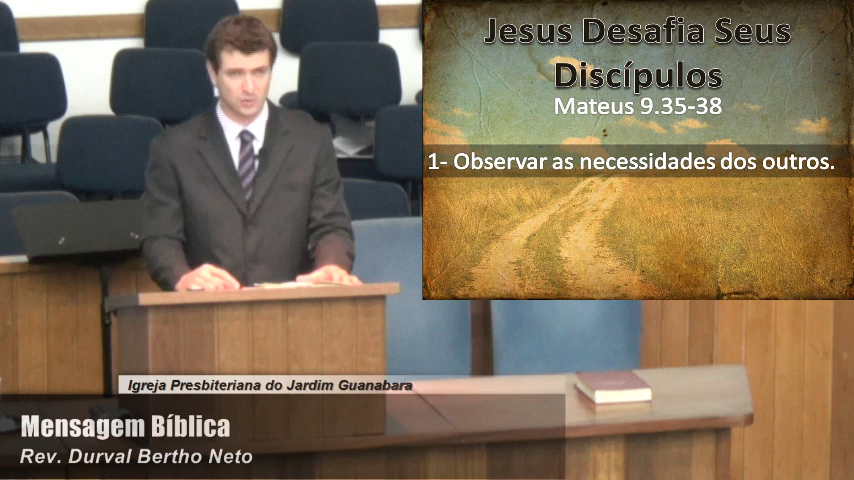 Jesus Desafia Seus
Discípulos
Mateus 9.35-38
1- Observar as necessidades dos outros.
Igreja Presbiteriana do Jardim Guanabara
Mensagem Bíblica
Rev. Durval Bertho Neto